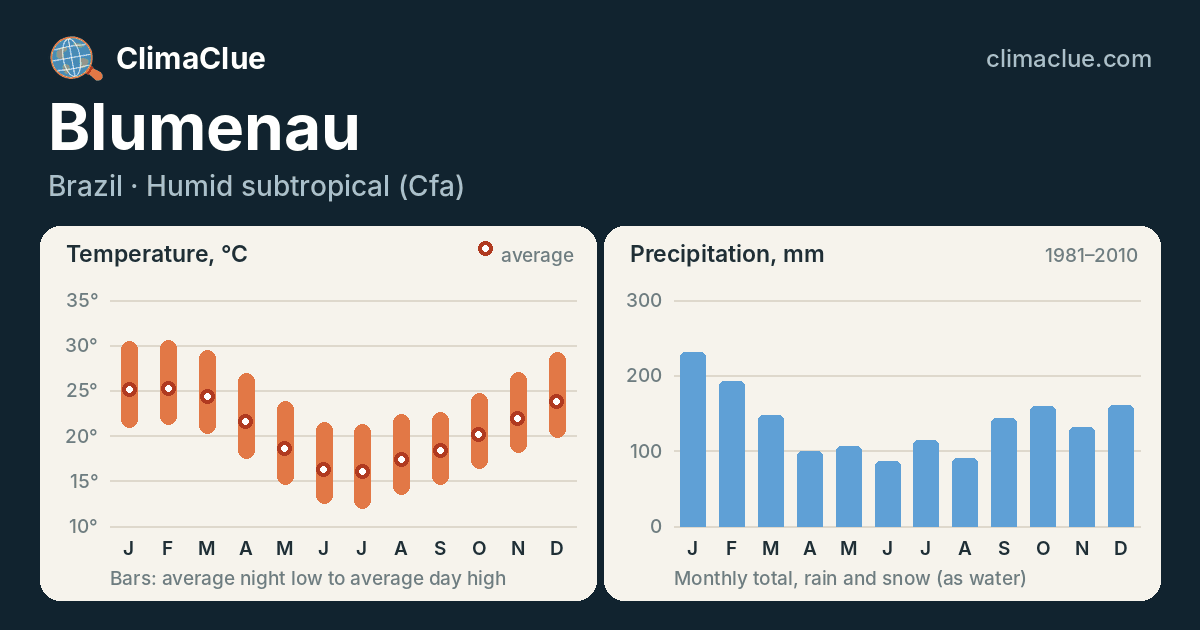 ClimaClue
climaclue.com
Blumenau
Brazil · Humid subtropical (Cfa)
Temperature, °C
average
35°
30°
25°
20°
15°
10°
J F M A M J J A S O N D
Bars: average night low to average day high
Precipitation, mm
1981–2010
300
200
100
0
J F M A M J J A S O N D
Monthly total, rain and snow (as water)